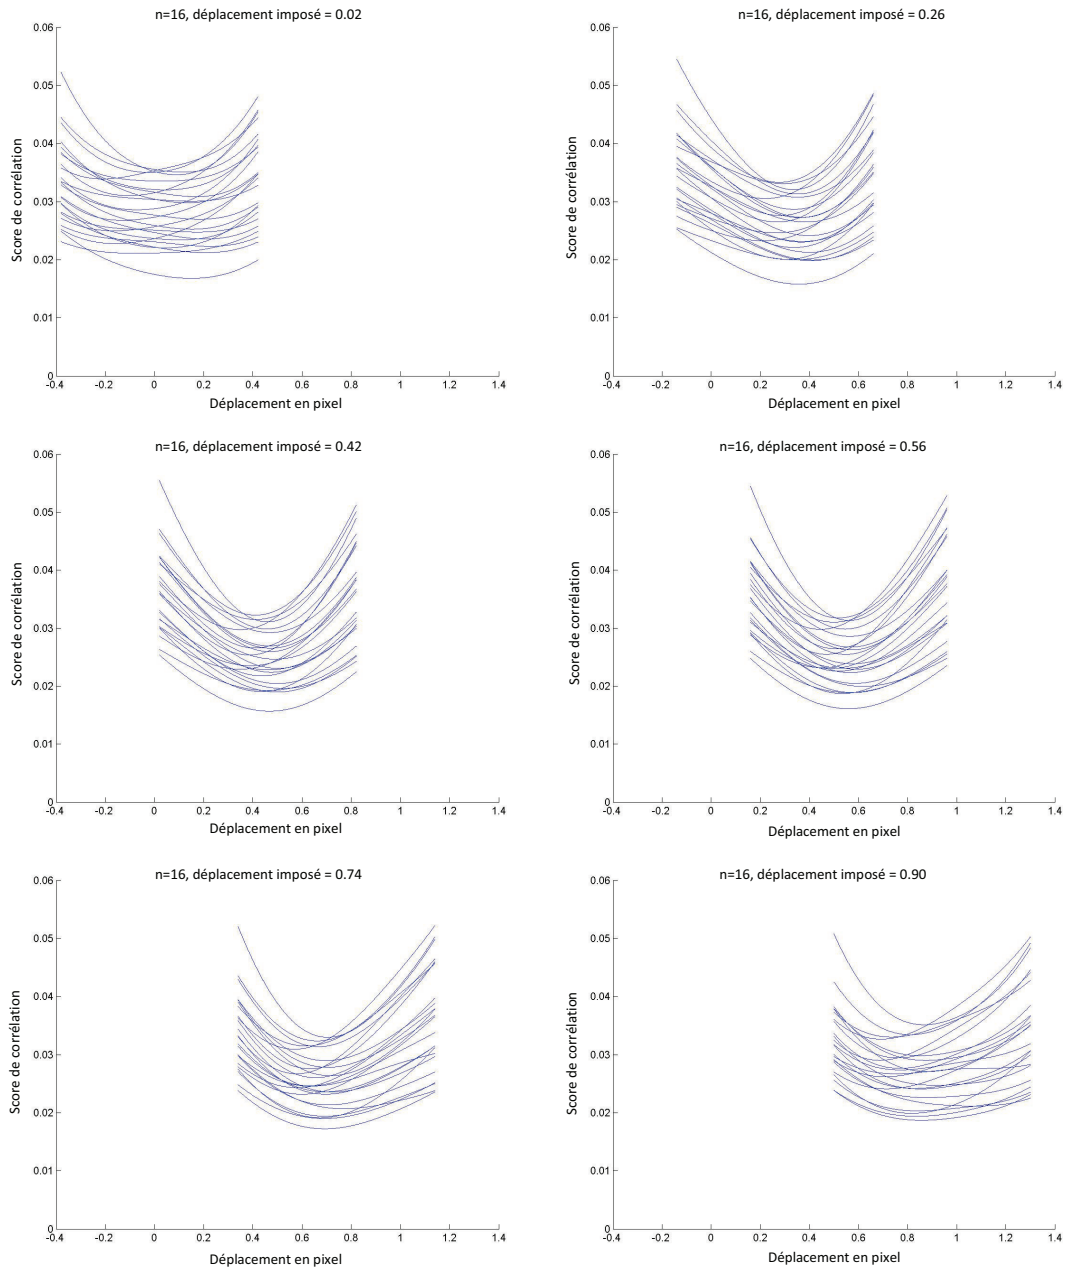 n=16, déplacement imposé = 0.02
0.06
0.05
0.04
0.03
0.02
0.01
0
Score de corrélation
-0.4 -0.2 0 0.2 0.4 0.6 0.8 1 1.2 1.4
Déplacement en pixel
n=16, déplacement imposé = 0.26
0.06
0.05
0.04
0.03
0.02
0.01
0
Score de corrélation
-0.4 -0.2 0 0.2 0.4 0.6 0.8 1 1.2 1.4
Déplacement en pixel
n=16, déplacement imposé = 0.42
0.06
0.05
0.04
0.03
0.02
0.01
0
Score de corrélation
-0.4 -0.2 0 0.2 0.4 0.6 0.8 1 1.2 1.4
Déplacement en pixel
n=16, déplacement imposé = 0.56
0.06
0.05
0.04
0.03
0.02
0.01
0
Score de corrélation
-0.4 -0.2 0 0.2 0.4 0.6 0.8 1 1.2 1.4
Déplacement en pixel
n=16, déplacement imposé = 0.74
0.06
0.05
0.04
0.03
0.02
0.01
0
Score de corrélation
-0.4 -0.2 0 0.2 0.4 0.6 0.8 1 1.2 1.4
Déplacement en pixel
n=16, déplacement imposé = 0.90
0.06
0.05
0.04
0.03
0.02
0.01
0
Score de corrélation
-0.4 -0.2 0 0.2 0.4 0.6 0.8 1 1.2 1.4
Déplacement en pixel